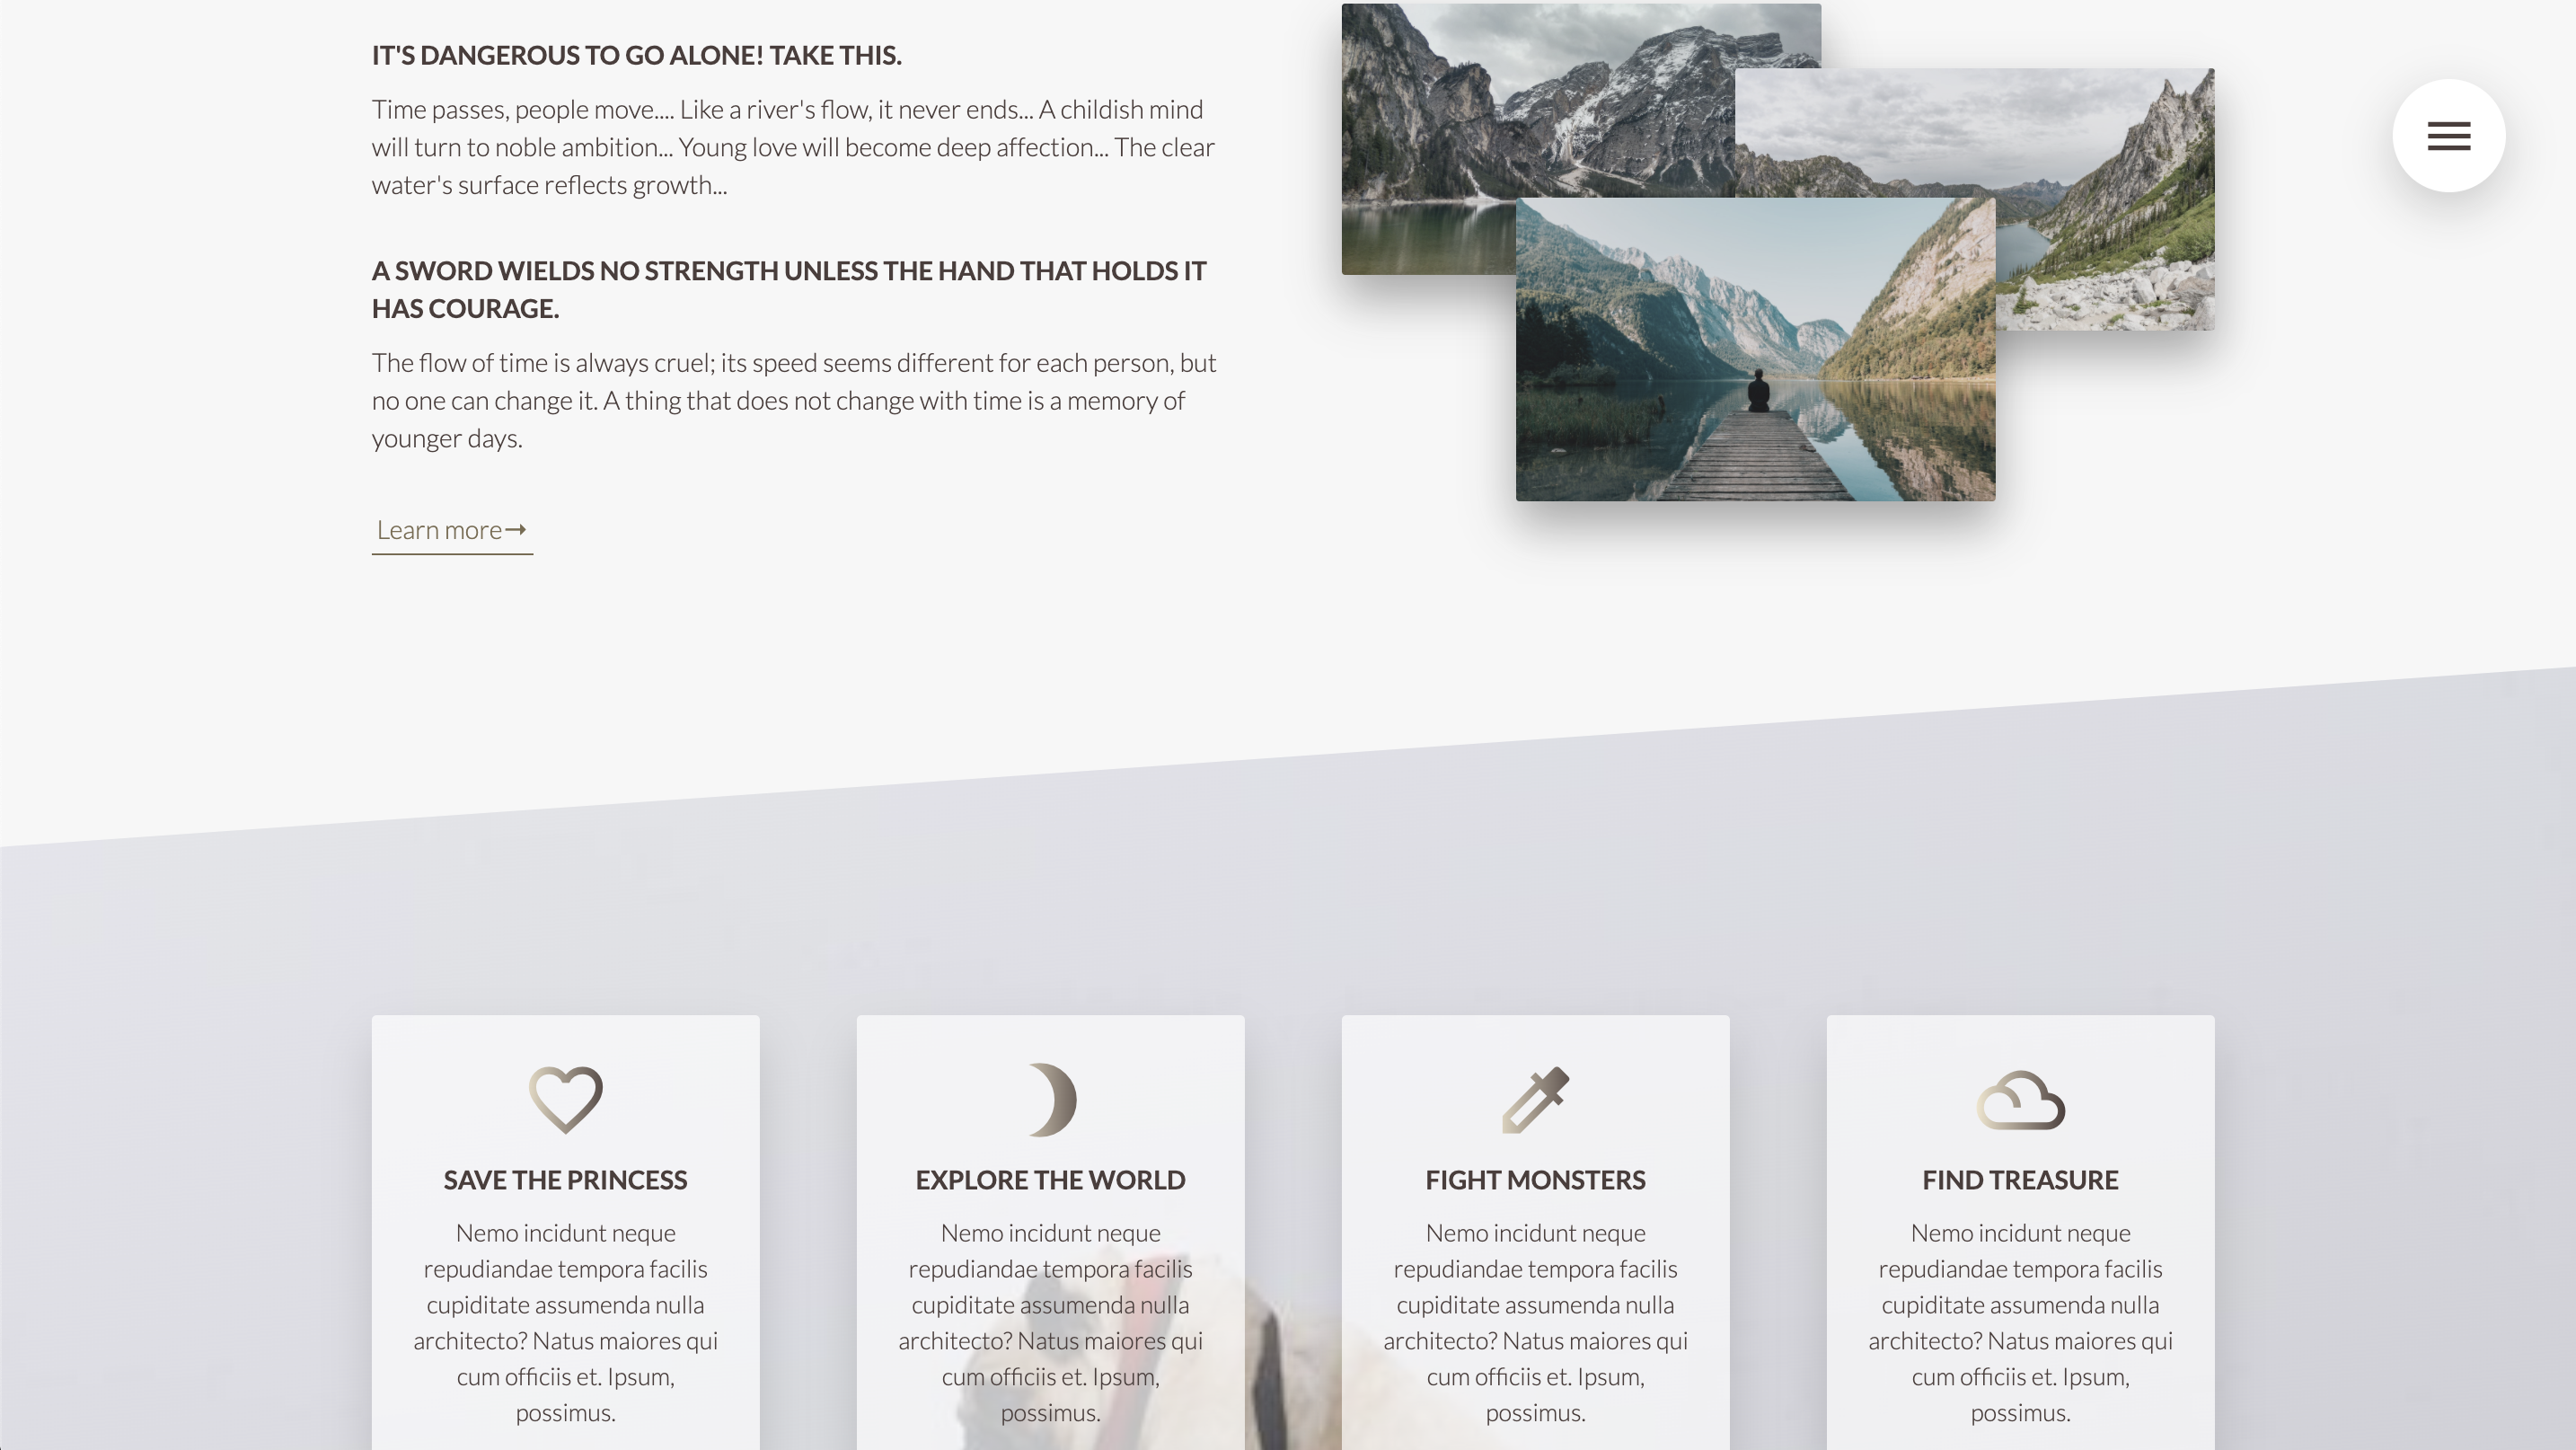 IT'S DANGEROUS TO GO ALONE! TAKE THIS.
Time passes, people move.... Like a river's flow, it never ends... A childish mind
will turn to noble ambition... Young love will become deep affection... The clear
water's surface reflects growth...
A SWORD WIELDS NO STRENGTH UNLESS THE HAND THAT HOLDS IT
HAS COURAGE.
The flow of time is always cruel; its speed seems different for each person, but
no one can change it. A thing that does not change with time is a memory of
younger days.
Learn more→
SAVE THE PRINCESS
Nemo incidunt neque
repudiandae tempora facilis
cupiditate assumenda nulla
architecto? Natus maiores qui
cum officiis et. Ipsum,
possimus.
EXPLORE THE WORLD
Nemo incidunt neque
repudiandae tempora facilis
cupiditate assumenda nulla
architecto? Natus maiores qui
cum officiis et. Ipsum,
possimus.
FIGHT MONSTERS
Nemo incidunt neque
repudiandae tempora facilis
cupiditate assumenda nulla
architecto? Natus maiores qui
cum officiis et. Ipsum,
possimus.
FIND TREASURE
Nemo incidunt neque
repudiandae tempora facilis
cupiditate assumenda nulla
architecto? Natus maiores qui
cum officiis et. Ipsum,
possimus.